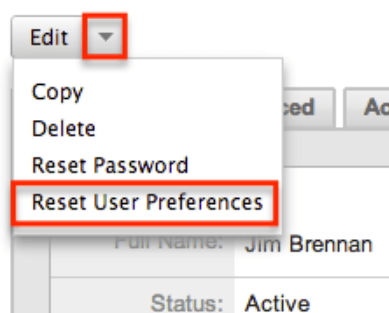 Edit
Copy
Delete
Reset Password
Reset User Preferences
Full Name: Jim Brennan
Status: Active